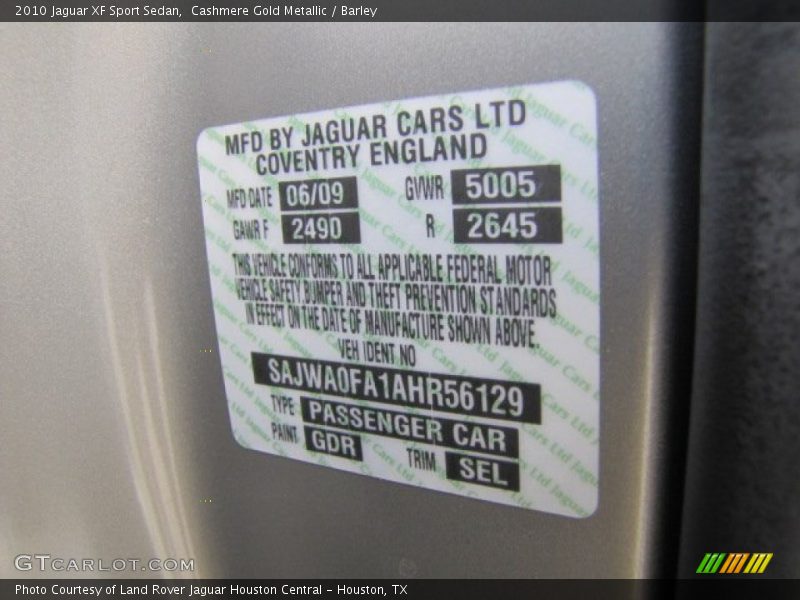 2010 Jaguar XF Sport Sedan,  Cashmere Gold Metallic / Barley
MFD BY JAGUAR CARS LTD
COVENTRY ENGLAND
MFD DATE 06/09 GVWR 5005
GAWR F 2490 R 2645
THIS VEHICLE CONFORMS TO ALL APPLICABLE FEDERAL MOTOR
VEHICLE SAFETY, BUMPER AND THEFT PREVENTION STANDARDS
IN EFFECT ON THE DATE OF MANUFACTURE SHOWN ABOVE.
VEH IDENT NO
SAJWA0FA1AHR56129
TYPE PASSENGER CAR
PAINT GDR TRIM SEL
GTCARLOT.COM
Photo Courtesy of Land Rover Jaguar Houston Central - Houston, TX